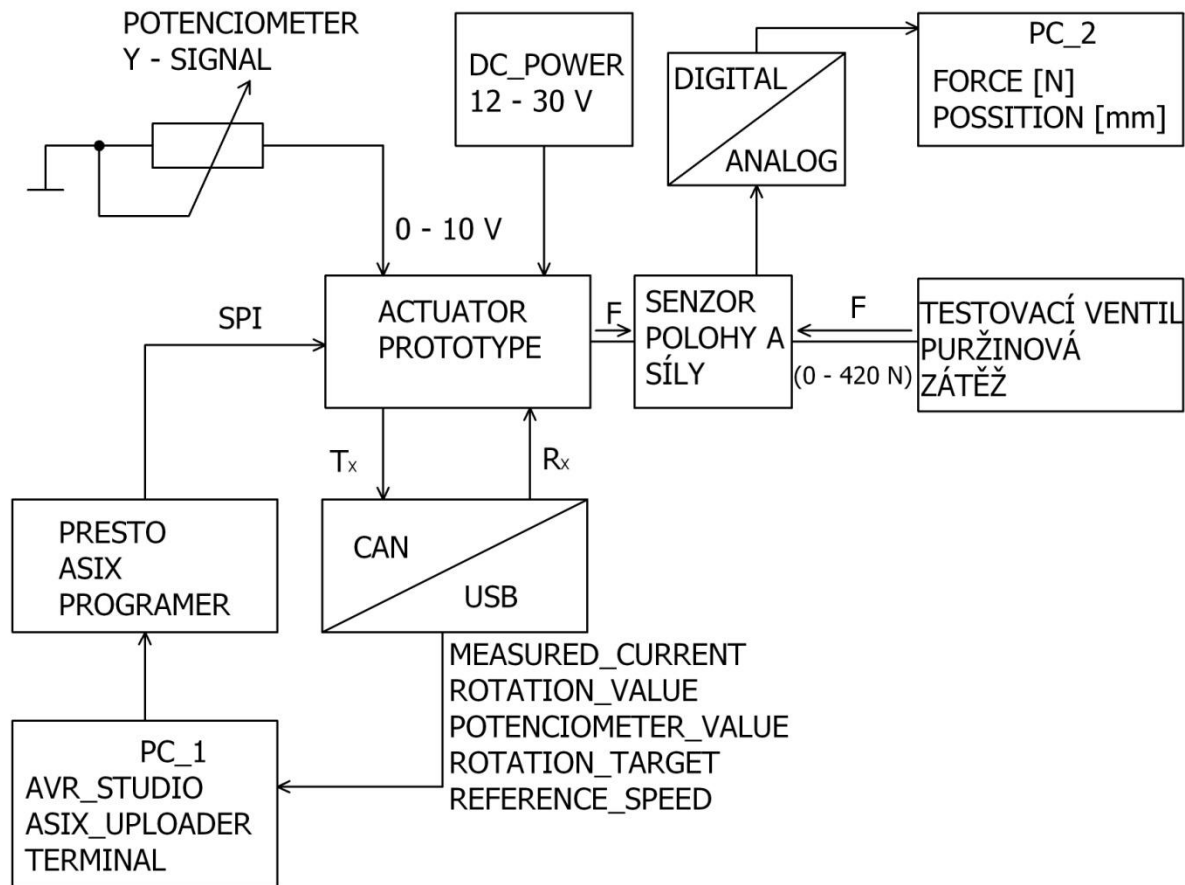 POTENCIOMETER
Y - SIGNAL
DC_POWER
12 - 30 V
DIGITAL
ANALOG
PC_2
FORCE [N]
POSSITION [mm]
0 - 10 V
SPI
ACTUATOR
PROTOTYPE
F
SENZOR
POLOHY A
SÍLY
F
(0 - 420 N)
TESTOVACÍ VENTIL
PURŽINOVÁ
ZÁTĚŽ
Tx
Rx
PRESTO
ASIX
PROGRAMER
CAN
USB
MEASURED_CURRENT
ROTATION_VALUE
POTENCIOMETER_VALUE
ROTATION_TARGET
REFERENCE_SPEED
PC_1
AVR_STUDIO
ASIX_UPLOADER
TERMINAL